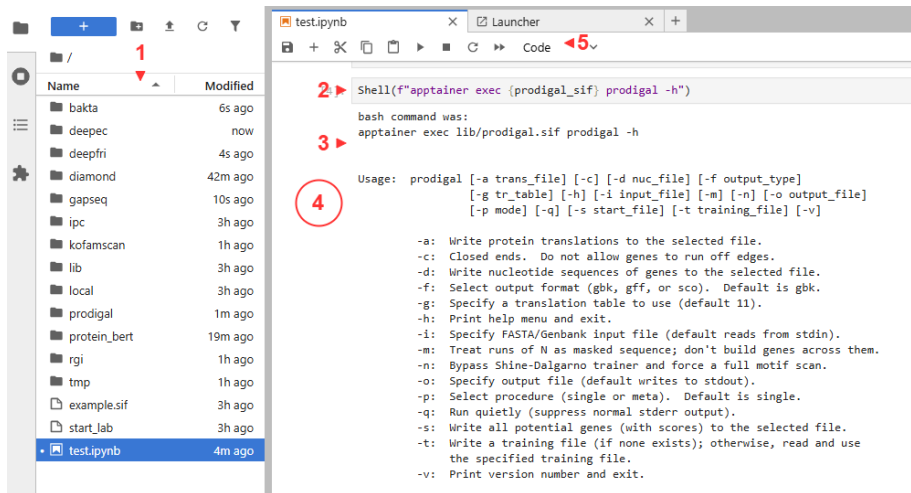 +
1
/
Name Modified
bakta 6s ago
deepec now
deepfri 4s ago
diamond 42m ago
gapseq 10s ago
ipc 3h ago
kofamscan 1h ago
lib 3h ago
local 3h ago
prodigal 1m ago
protein_bert 19m ago
rgi 1h ago
tmp 1h ago
example.sif 3h ago
start_lab 3h ago
test.ipynb 4m ago
test.ipynb × Launcher × +
+ Code 5
2 Shell(f"apptainer exec {prodigal_sif} prodigal -h")
bash command was:
apptainer exec lib/prodigal.sif prodigal -h
3
4
Usage:  prodigal [-a trans_file] [-c] [-d nuc_file] [-f output_type]
[-g tr_table] [-h] [-i input_file] [-m] [-n] [-o output_file]
[-p mode] [-q] [-s start_file] [-t training_file] [-v]
-a:  Write protein translations to the selected file.
-c:  Closed ends.  Do not allow genes to run off edges.
-d:  Write nucleotide sequences of genes to the selected file.
-f:  Select output format (gbk, gff, or sco).  Default is gbk.
-g:  Specify a translation table to use (default 11).
-h:  Print help menu and exit.
-i:  Specify FASTA/Genbank input file (default reads from stdin).
-m:  Treat runs of N as masked sequence; don't build genes across them.
-n:  Bypass Shine-Dalgarno trainer and force a full motif scan.
-o:  Specify output file (default writes to stdout).
-p:  Select procedure (single or meta).  Default is single.
-q:  Run quietly (suppress normal stderr output).
-s:  Write all potential genes (with scores) to the selected file.
-t:  Write a training file (if none exists); otherwise, read and use
the specified training file.
-v:  Print version number and exit.